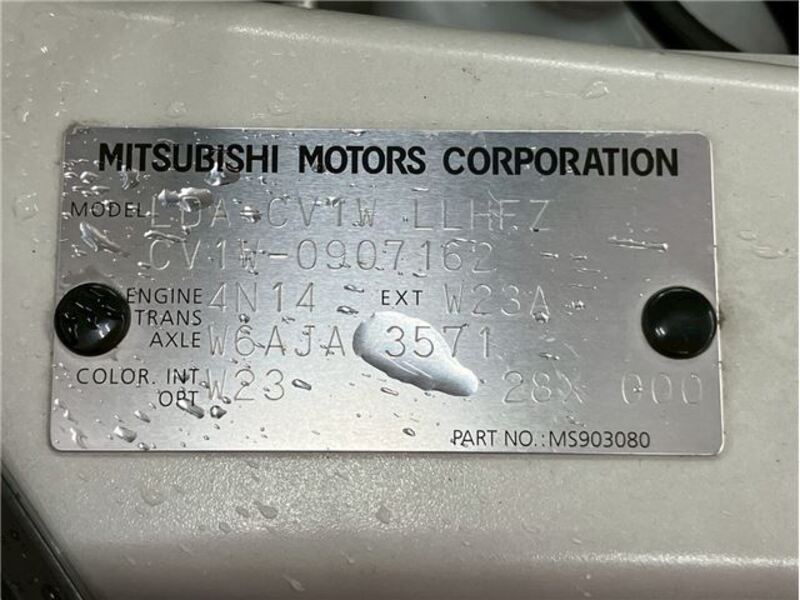 MITSUBISHI MOTORS CORPORATION
MODEL LDA-CV1W LLHFZ
CV1W-0907162
ENGINE 4N14 EXT W23A
TRANS
AXLE W6AJA 3571
COLOR. INT W23 28X 000
OPT
PART NO.:MS903080